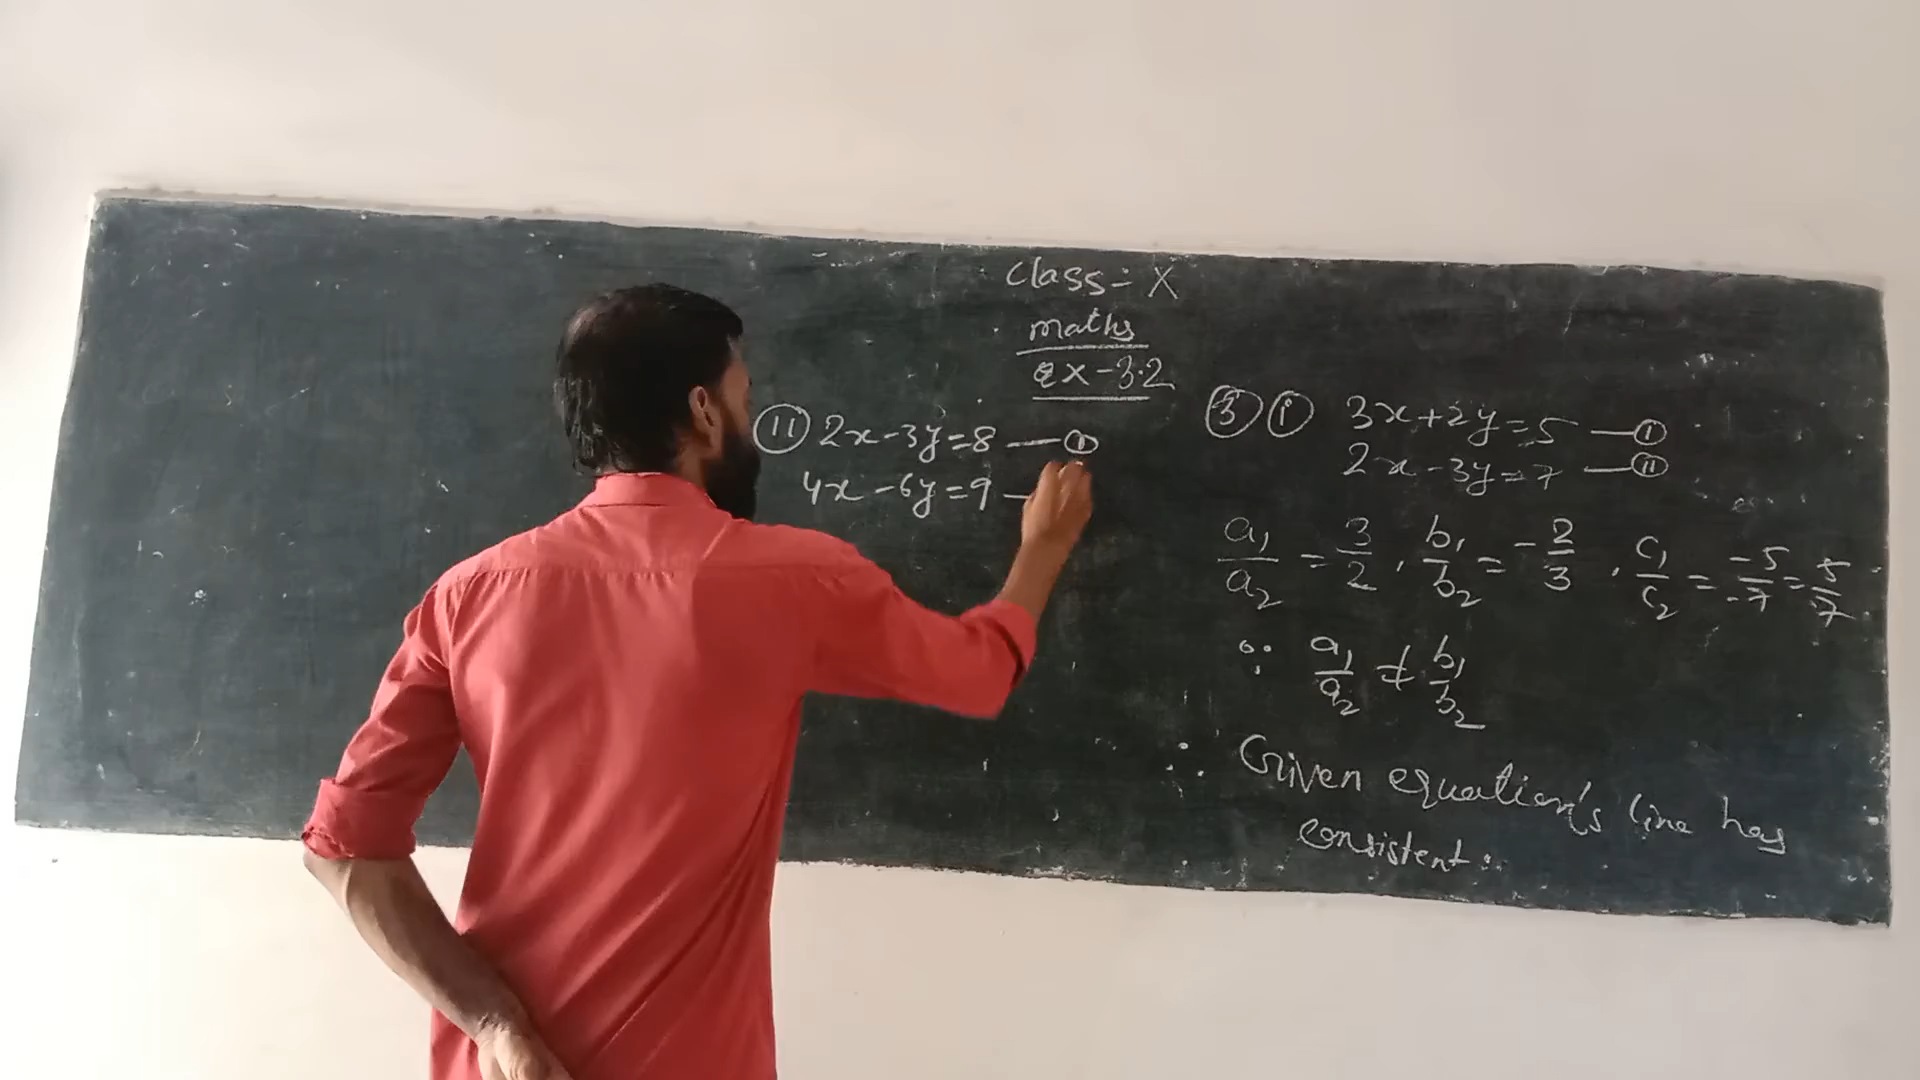 Class:- X
maths
ex-3.2
(3) (i) 3x+2y=5 —(i)
2x-3y=7 —(ii)
a₁/a₂ = 3/2, b₁/b₂ = -2/3, c₁/c₂ = -5/-7 = 5/7
∵ a₁/a₂ ≠ b₁/b₂
∴ Given equation's line has
consistent.
(ii) 2x-3y=8 —(i)
4x-6y=9 —